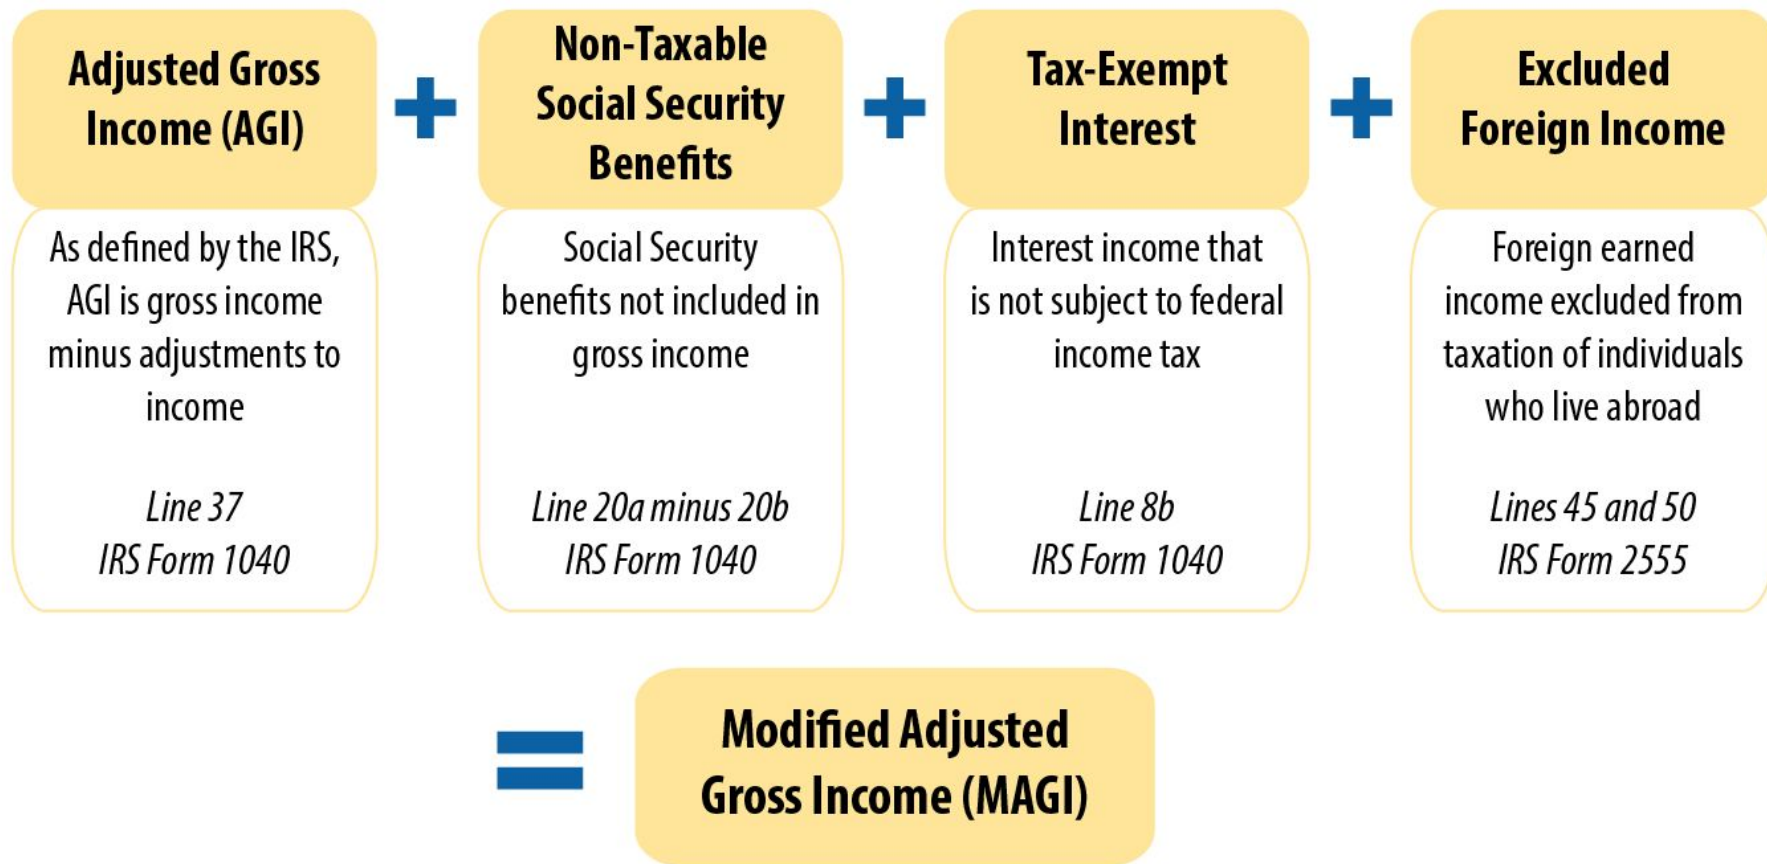 Adjusted Gross
Income (AGI)
+
Non-Taxable
Social Security
Benefits
+
Tax-Exempt
Interest
+
Excluded
Foreign Income
As defined by the IRS,
AGI is gross income
minus adjustments to
income
Line 37
IRS Form 1040
Social Security
benefits not included in
gross income
Line 20a minus 20b
IRS Form 1040
Interest income that
is not subject to federal
income tax
Line 8b
IRS Form 1040
Foreign earned
income excluded from
taxation of individuals
who live abroad
Lines 45 and 50
IRS Form 2555
=
Modified Adjusted
Gross Income (MAGI)